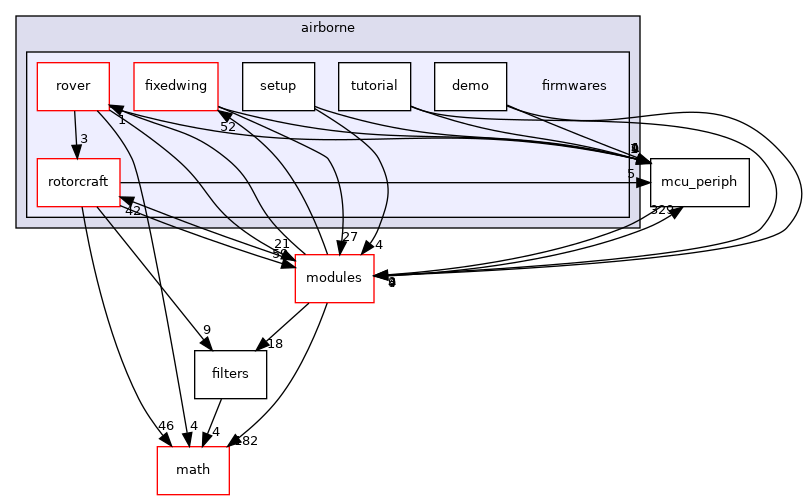 airborne
rover
fixedwing
setup
tutorial
demo
firmwares
1
52
3
rotorcraft
5
mcu_periph
42
329
21
27
4
modules
9
18
filters
46
4
4
182
math